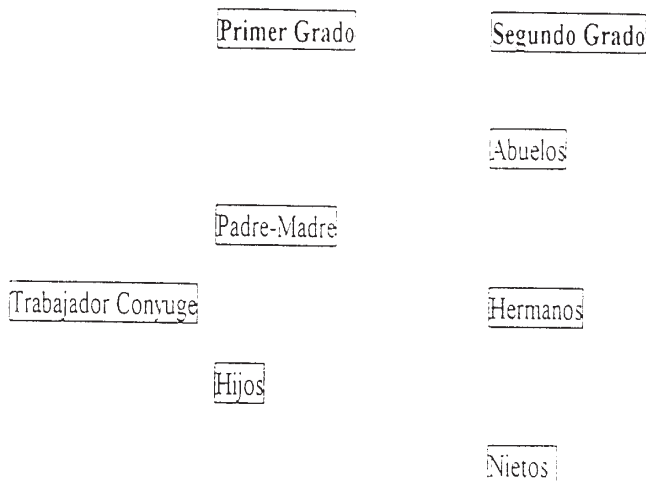 Primer Grado Segundo Grado
Abuelos
Padre-Madre
Trabajador Conyuge Hermanos
Hijos
Nietos